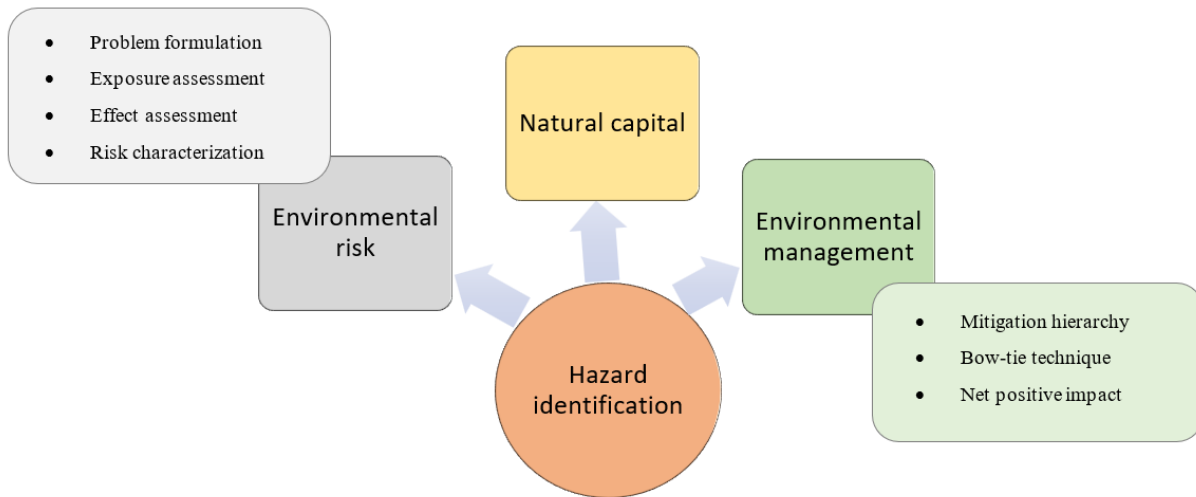 • Problem formulation
• Exposure assessment
• Effect assessment
• Risk characterization
Natural capital
Environmental
risk
Environmental
management
• Mitigation hierarchy
• Bow-tie technique
• Net positive impact
Hazard
identification